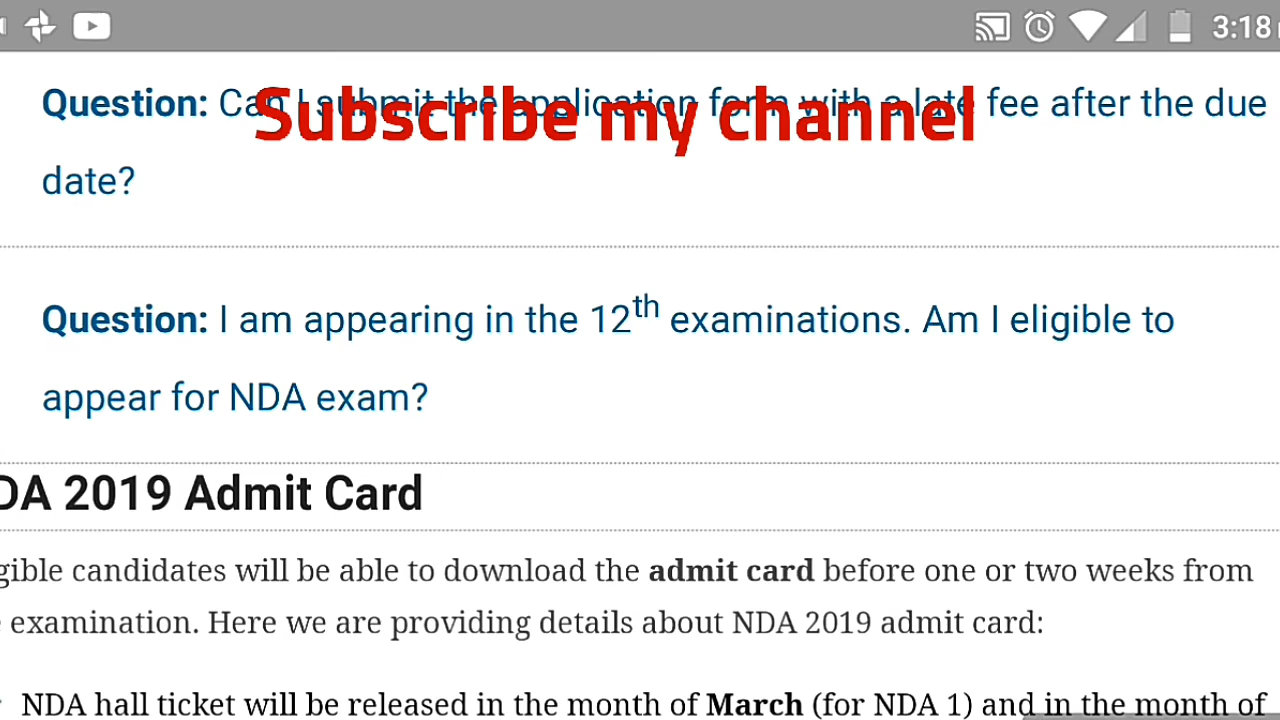 3:18
Question: Can I submit the application form with a late fee after the due
Subscribe my channel
date?
Question: I am appearing in the 12th examinations. Am I eligible to
appear for NDA exam?
DA 2019 Admit Card
gible candidates will be able to download the admit card before one or two weeks from
examination. Here we are providing details about NDA 2019 admit card:
NDA hall ticket will be released in the month of March (for NDA 1) and in the month of